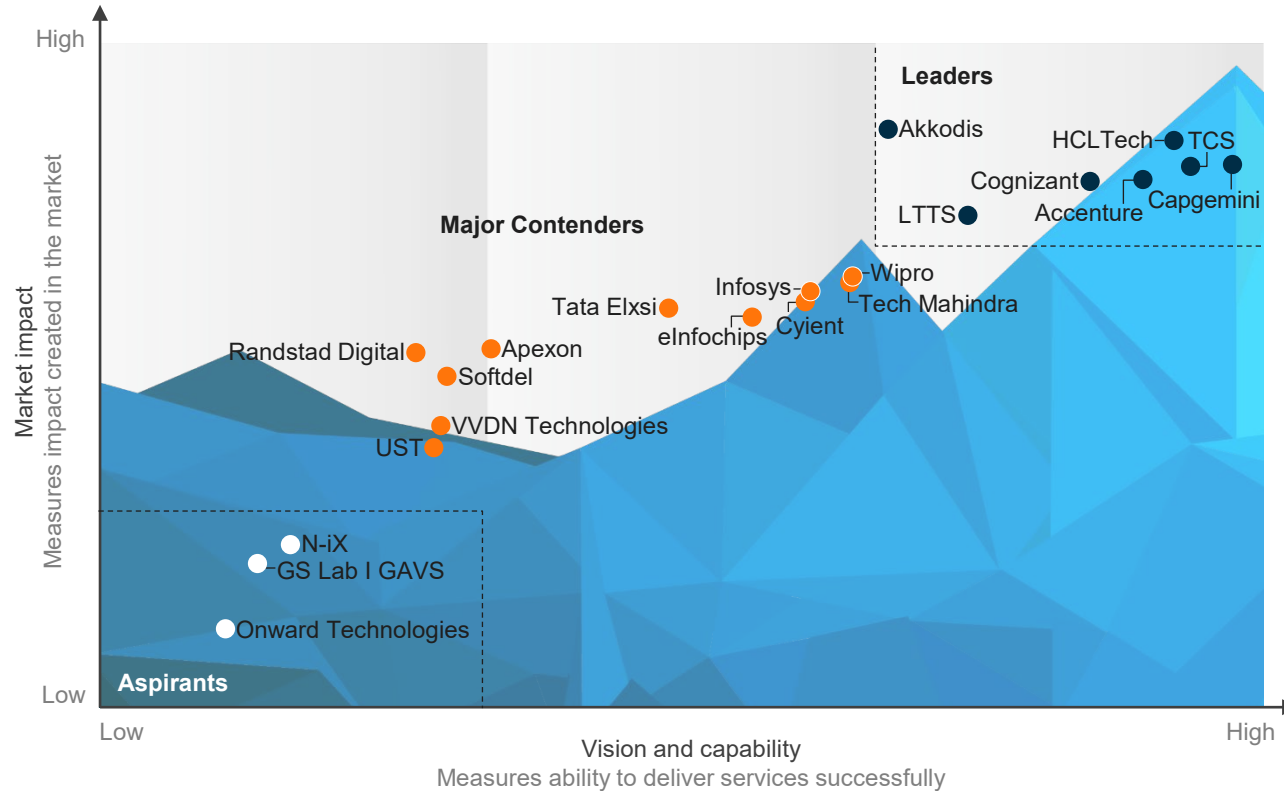 High
Leaders
Akkodis
HCLTech
TCS
Cognizant
Capgemini
Accenture
LTTS
Major Contenders
Wipro
Infosys
Tech Mahindra
Tata Elxsi
Cyient
eInfochips
Randstad Digital
Apexon
Softdel
VVDN Technologies
UST
Market impact
Measures impact created in the market
N-iX
GS Lab I GAVS
Onward Technologies
Aspirants
Low
Low
High
Vision and capability
Measures ability to deliver services successfully